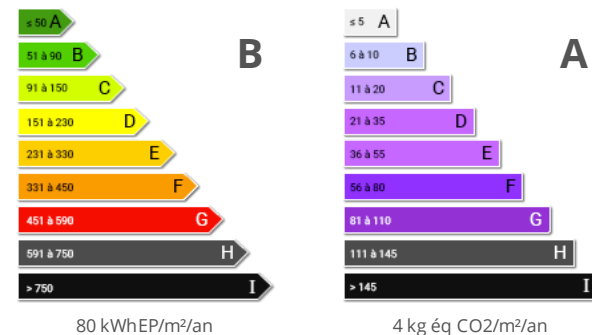 ≤ 50 A
51 à 90 B
91 à 150 C
151 à 230 D
231 à 330 E
331 à 450 F
451 à 590 G
591 à 750 H
> 750 I
B
80 kWhEP/m²/an
≤ 5 A
6 à 10 B
11 à 20 C
21 à 35 D
36 à 55 E
56 à 80 F
81 à 110 G
111 à 145 H
> 145 I
A
4 kg éq CO2/m²/an